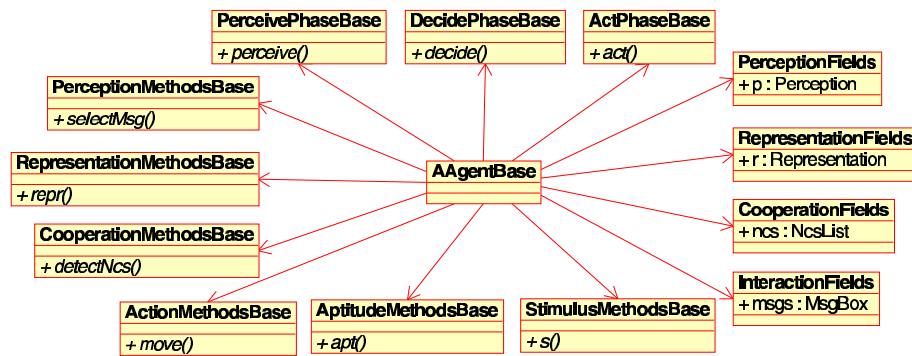 PerceivePhaseBase
+ perceive()
DecidePhaseBase
+ decide()
ActPhaseBase
+ act()
PerceptionFields
+ p : Perception
PerceptionMethodsBase
+ selectMsg()
RepresentationFields
+ r : Representation
RepresentationMethodsBase
+ repr()
AAgentBase
CooperationFields
+ ncs : NcsList
CooperationMethodsBase
+ detectNcs()
InteractionFields
+ msgs : MsgBox
ActionMethodsBase
+ move()
AptitudeMethodsBase
+ apt()
StimulusMethodsBase
+ s()